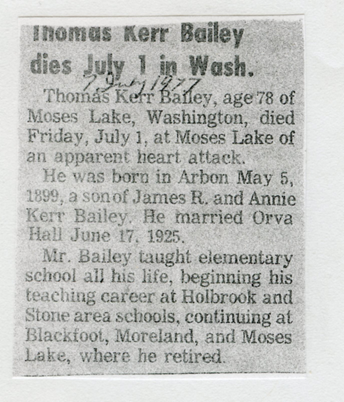 Thomas Kerr Bailey
dies July 1 in Wash.
7 July 1977
Thomas Kerr Bailey, age 78 of
Moses Lake, Washington, died
Friday, July 1, at Moses Lake of
an apparent heart attack.
He was born in Arbon May 5,
1899, a son of James R. and Annie
Kerr Bailey. He married Orva
Hall June 17, 1925.
Mr. Bailey taught elementary
school all his life, beginning his
teaching career at Holbrook and
Stone area schools, continuing at
Blackfoot, Moreland, and Moses
Lake, where he retired.